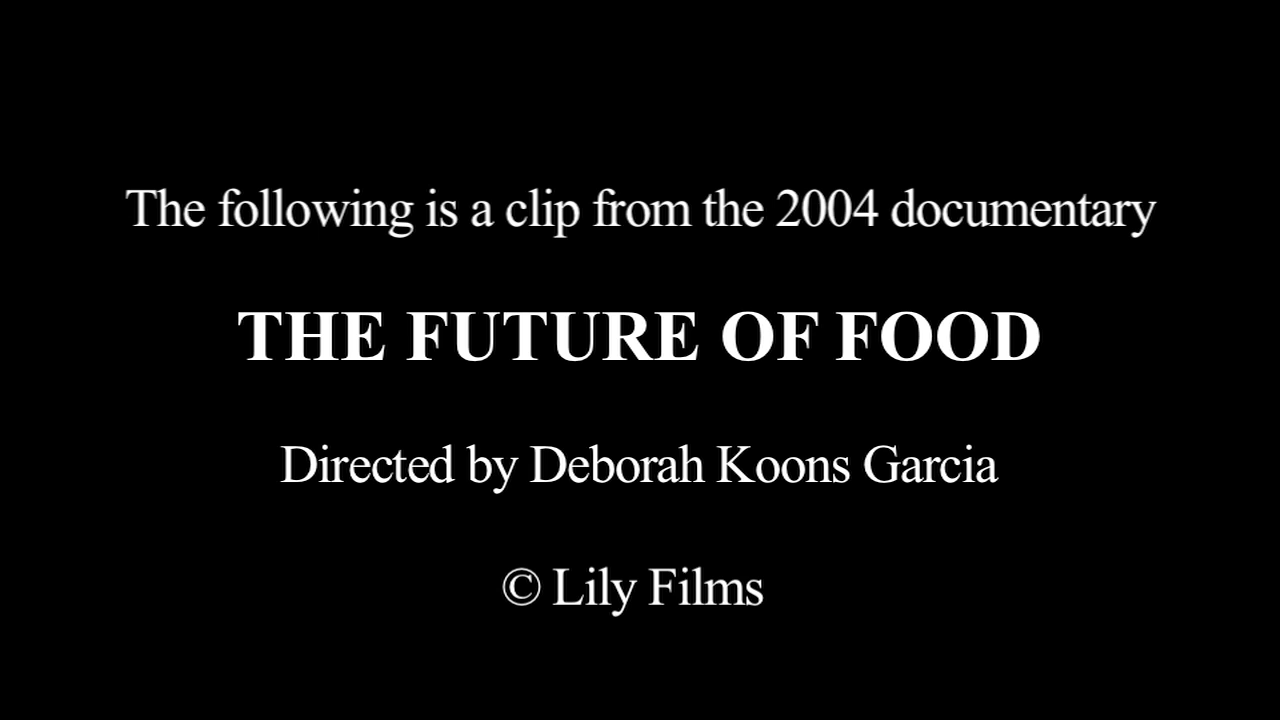 The following is a clip from the 2004 documentary
THE FUTURE OF FOOD
Directed by Deborah Koons Garcia
© Lily Films